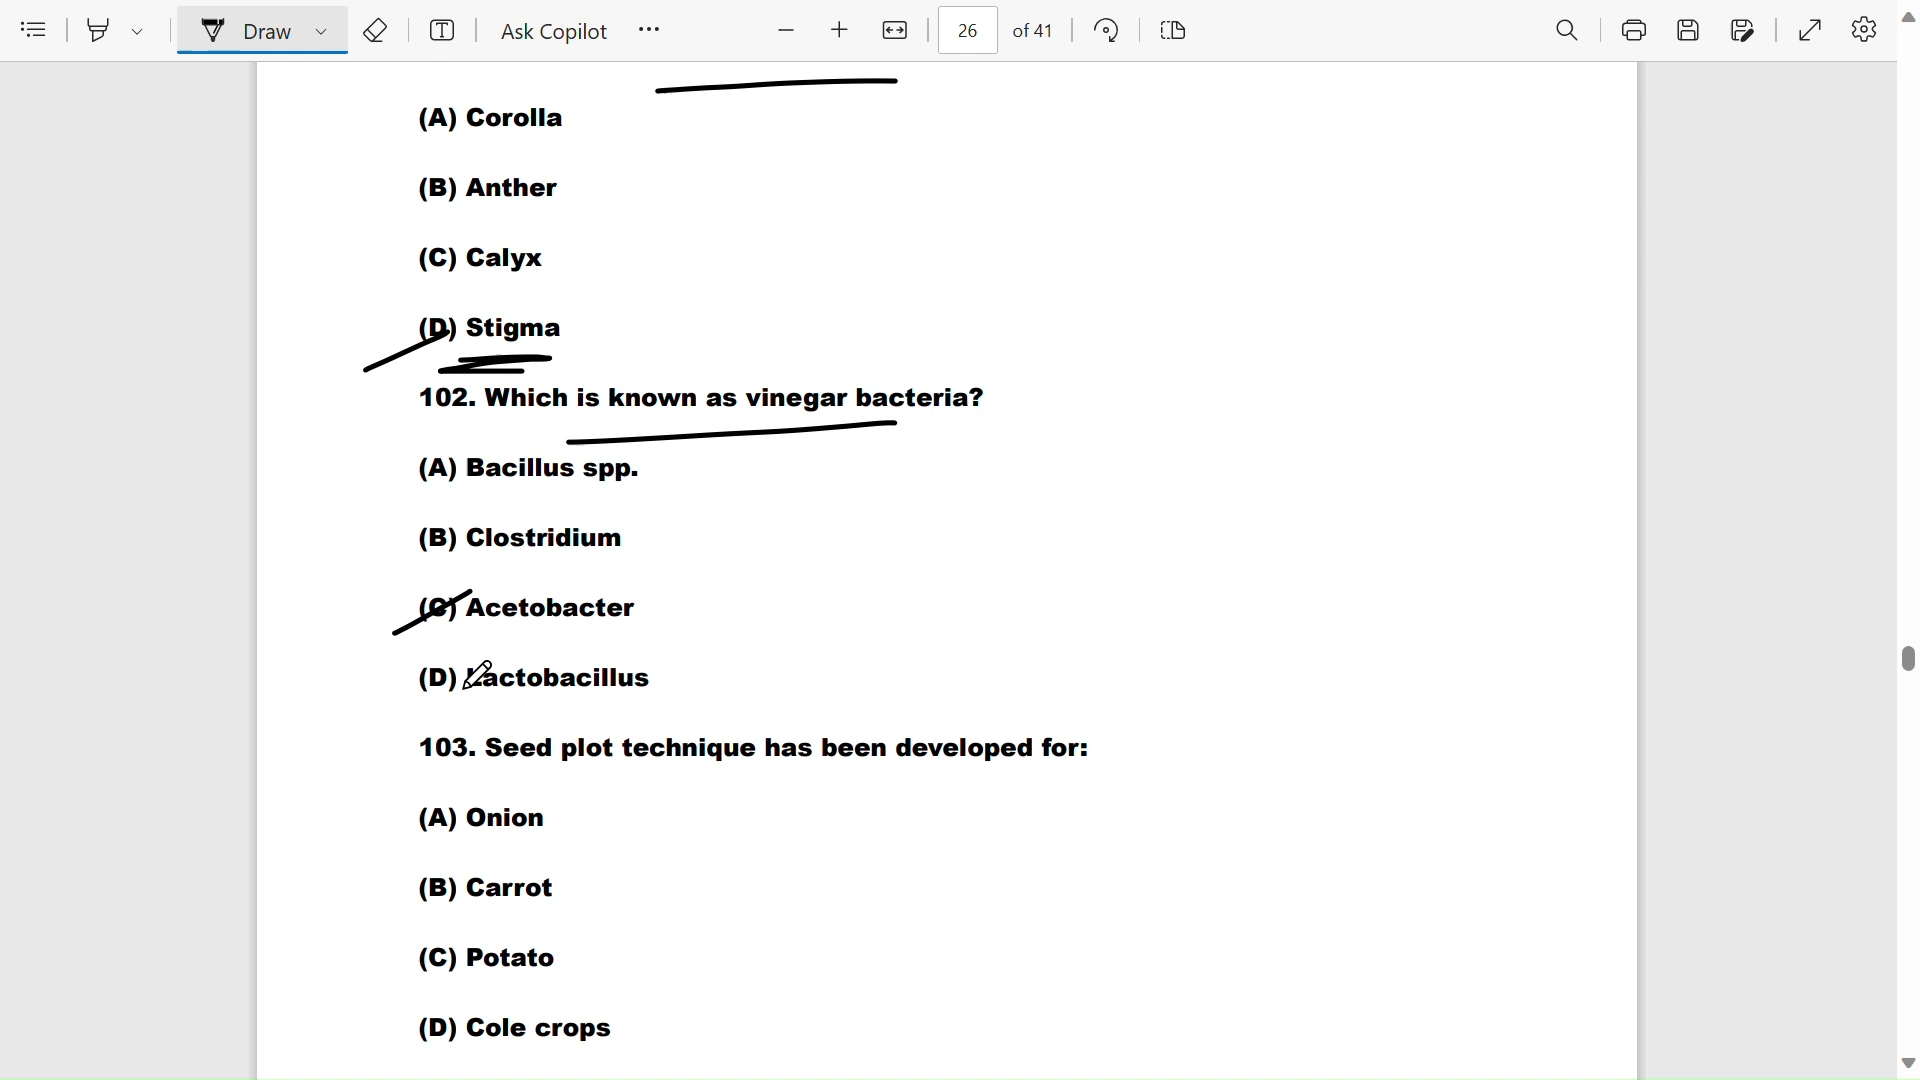 Draw
Ask Copilot
26 of 41
(A) Corolla
(B) Anther
(C) Calyx
(D) Stigma
102. Which is known as vinegar bacteria?
(A) Bacillus spp.
(B) Clostridium
(C) Acetobacter
(D) Lactobacillus
103. Seed plot technique has been developed for:
(A) Onion
(B) Carrot
(C) Potato
(D) Cole crops